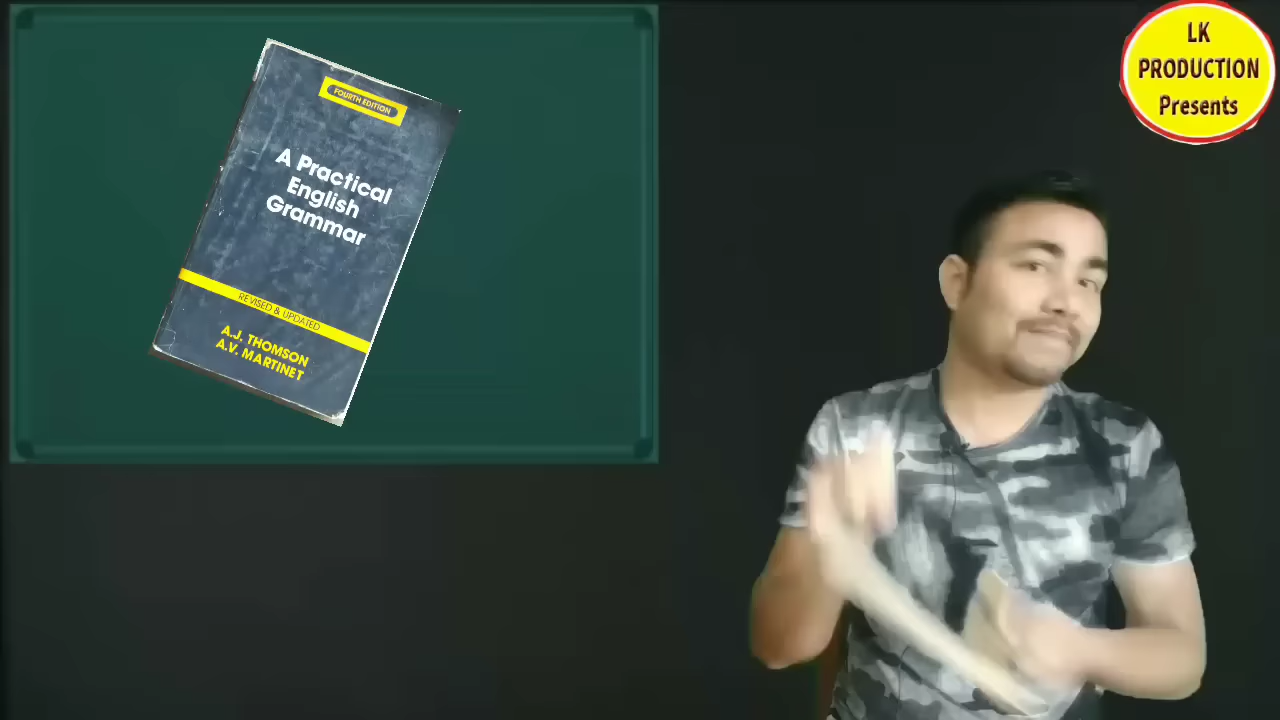 FOURTH EDITION
A Practical
English
Grammar
REVISED & UPDATED
A.J. THOMSON
A.V. MARTINET
LK
PRODUCTION
Presents